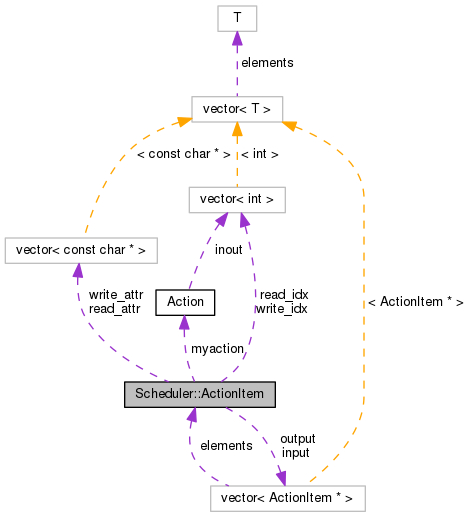 T
elements
vector< T >
< const char * >
< int >
vector< int >
vector< const char * >
inout
write_attr
read_attr
Action
read_idx
write_idx
< ActionItem * >
myaction
Scheduler::ActionItem
elements
output
input
vector< ActionItem * >